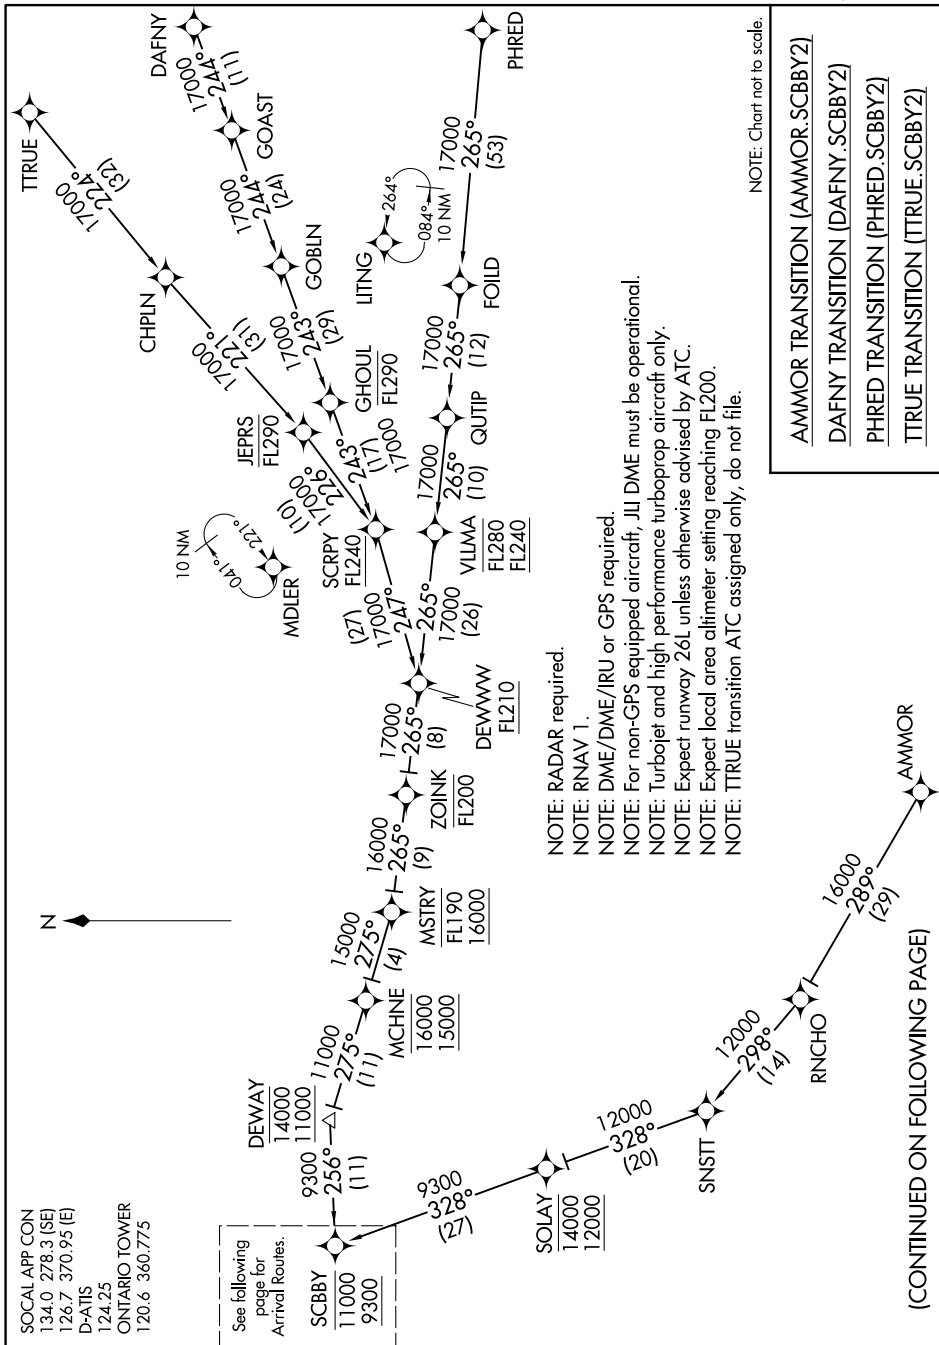 SOCAL APP CON
134.0 278.3 (SE)
126.7 370.95 (E)
D-ATIS
124.25
ONTARIO TOWER
120.6 360.775
N
TTRUE
17000
224°
(32)
CHPLN
17000
221°
(31)
JEPRS
FL290
17000
226°
(10)
DAFNY
17000
244°
(11)
GOAST
17000
244°
(24)
GOBLN
17000
243°
(29)
GHOUL
FL290
17000
243°
(17)
SCRPY
FL240
17000
247°
(27)
MDLER
10 NM
041°
221°
LITNG
264°
084°
10 NM
PHRED
17000
265°
(53)
FOILD
17000
265°
(12)
QUTIP
17000
265°
(10)
VLLMA
FL280
FL240
265°
17000
(26)
DEWWW
FL210
17000
265°
(8)
ZOINK
FL200
16000
265°
(9)
MSTRY
FL190
16000
15000
275°
(4)
MCHNE
16000
15000
11000
275°
(11)
DEWAY
14000
11000
9300
256°
(11)
See following
page for
Arrival Routes.
SCBBY
11000
9300
9300
328°
(27)
SOLAY
14000
12000
12000
328°
(20)
SNSTT
12000
298°
(14)
RNCHO
16000
289°
(29)
AMMOR
NOTE: RADAR required.
NOTE: RNAV 1.
NOTE: DME/DME/IRU or GPS required.
NOTE: For non-GPS equipped aircraft, JLI DME must be operational.
NOTE: Turbojet and high performance turboprop aircraft only.
NOTE: Expect runway 26L unless otherwise advised by ATC.
NOTE: Expect local area altimeter setting reaching FL200.
NOTE: TTRUE transition ATC assigned only, do not file.
NOTE: Chart not to scale.
AMMOR TRANSITION (AMMOR.SCBBY2)
DAFNY TRANSITION (DAFNY.SCBBY2)
PHRED TRANSITION (PHRED.SCBBY2)
TTRUE TRANSITION (TTRUE.SCBBY2)
(CONTINUED ON FOLLOWING PAGE)